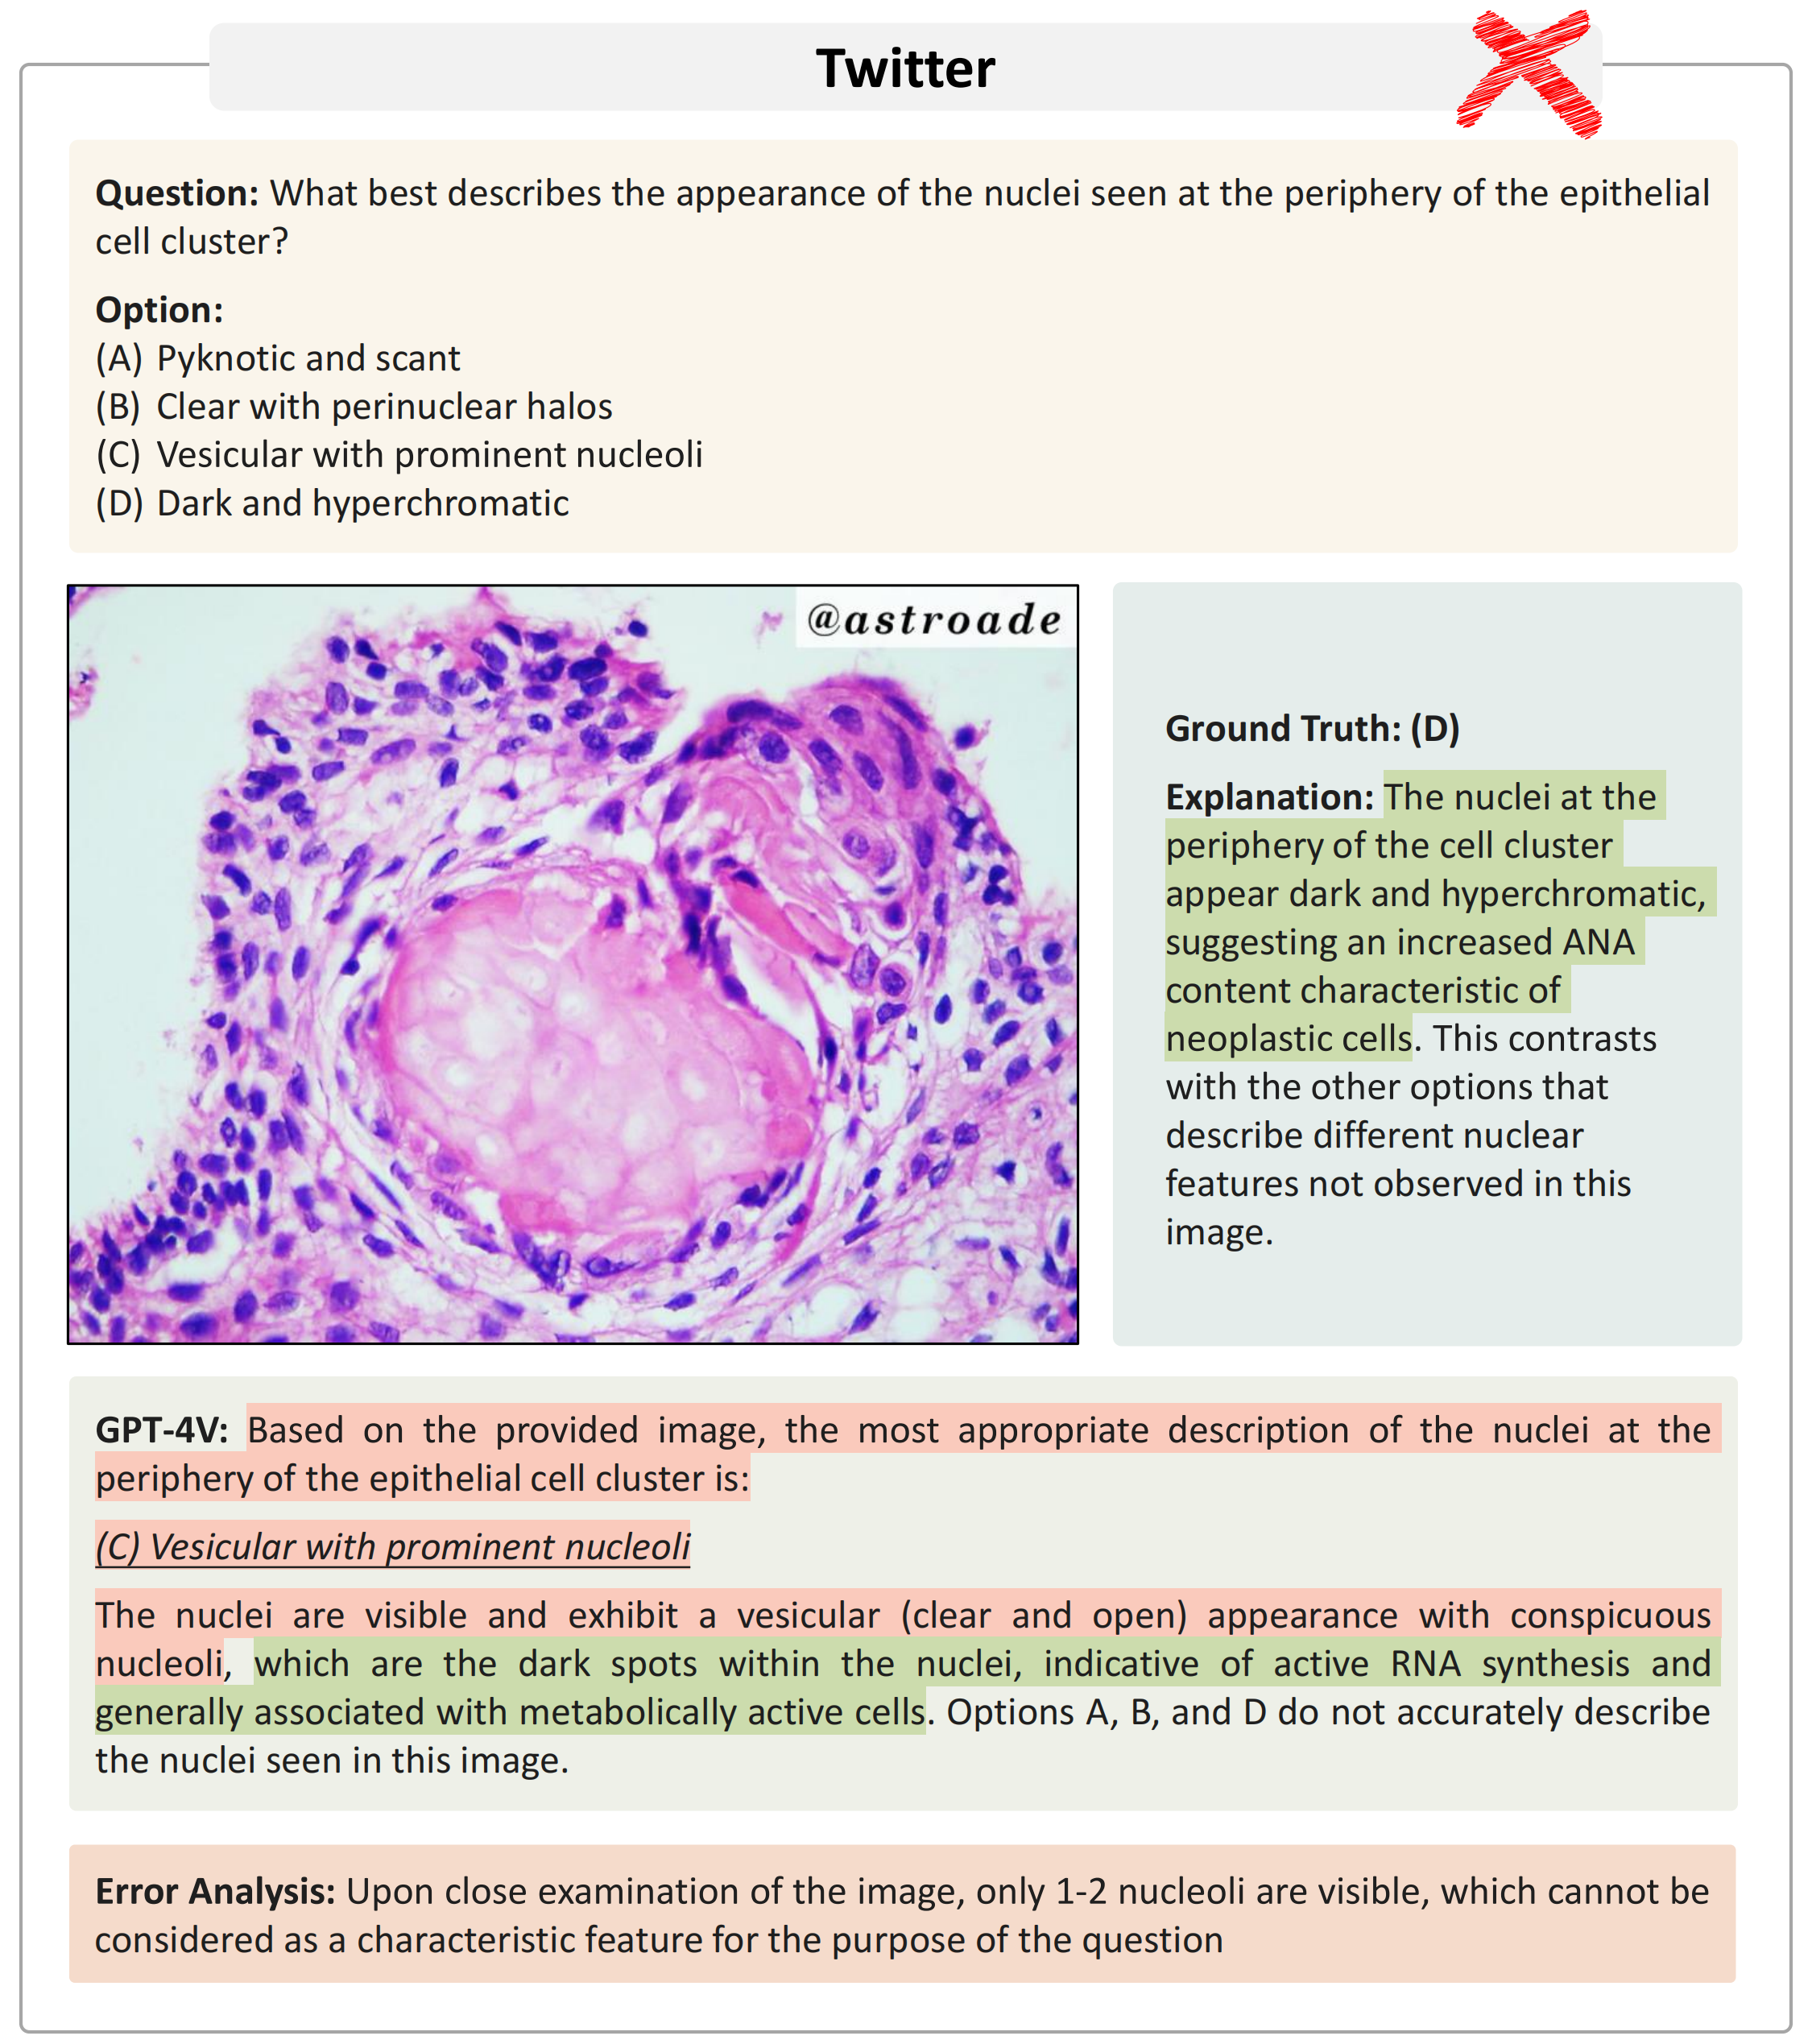 Twitter
Question: What best describes the appearance of the nuclei seen at the periphery of the epithelial
cell cluster?
Option:
(A) Pyknotic and scant
(B) Clear with perinuclear halos
(C) Vesicular with prominent nucleoli
(D) Dark and hyperchromatic
@astroade
Ground Truth: (D)
Explanation: The nuclei at the
periphery of the cell cluster
appear dark and hyperchromatic,
suggesting an increased ANA
content characteristic of
neoplastic cells. This contrasts
with the other options that
describe different nuclear
features not observed in this
image.
GPT-4V: Based on the provided image, the most appropriate description of the nuclei at the
periphery of the epithelial cell cluster is:
(C) Vesicular with prominent nucleoli
The nuclei are visible and exhibit a vesicular (clear and open) appearance with conspicuous
nucleoli, which are the dark spots within the nuclei, indicative of active RNA synthesis and
generally associated with metabolically active cells. Options A, B, and D do not accurately describe
the nuclei seen in this image.
Error Analysis: Upon close examination of the image, only 1-2 nucleoli are visible, which cannot be
considered as a characteristic feature for the purpose of the question